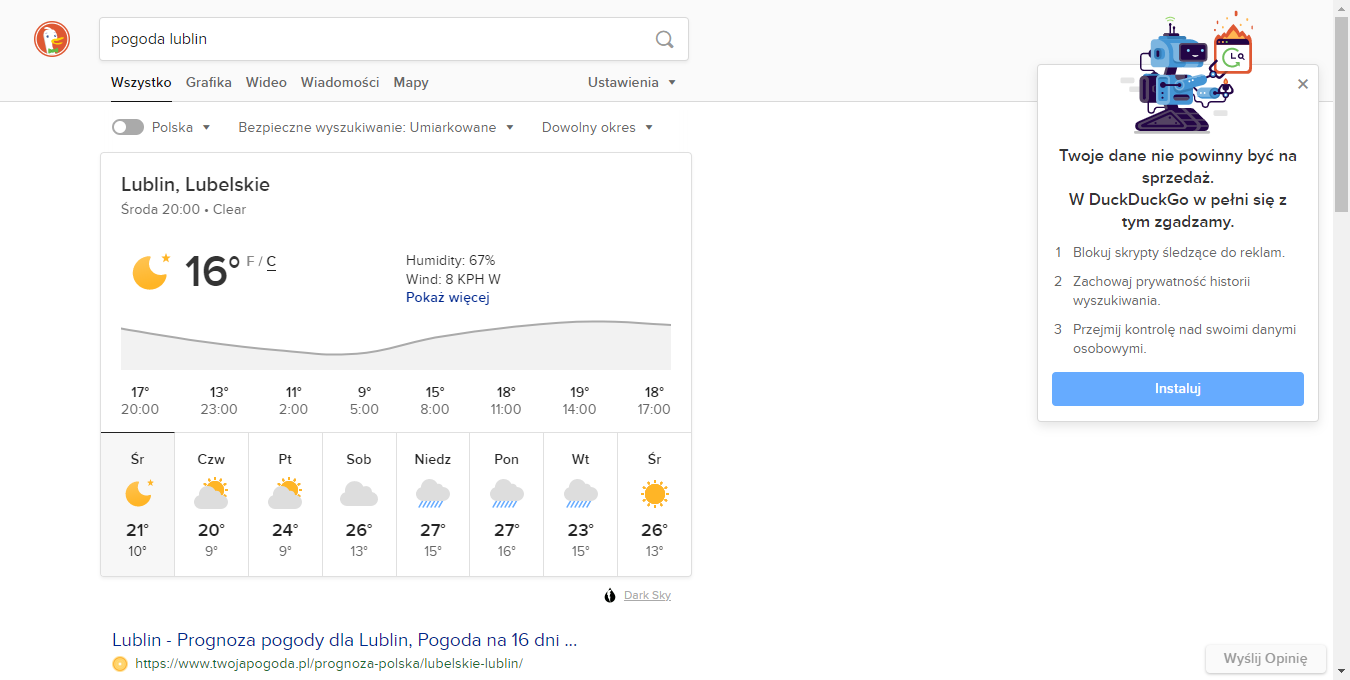 pogoda lublin
Wszystko Grafika Wideo Wiadomości Mapy Ustawienia
Polska Bezpieczne wyszukiwanie: Umiarkowane Dowolny okres
Lublin, Lubelskie
Środa 20:00 • Clear
16° F / C
Humidity: 67%
Wind: 8 KPH W
Pokaż więcej
17° 13° 11° 9° 15° 18° 19° 18°
20:00 23:00 2:00 5:00 8:00 11:00 14:00 17:00
Śr Czw Pt Sob Niedz Pon Wt Śr
21° 20° 24° 26° 27° 27° 23° 26°
10° 9° 9° 13° 15° 16° 15° 13°
Dark Sky
Lublin - Prognoza pogody dla Lublin, Pogoda na 16 dni ...
https://www.twojapogoda.pl/prognoza-polska/lubelskie-lublin/
Twoje dane nie powinny być na
sprzedaż.
W DuckDuckGo w pełni się z
tym zgadzamy.
1 Blokuj skrypty śledzące do reklam.
2 Zachowaj prywatność historii
wyszukiwania.
3 Przejmij kontrolę nad swoimi danymi
osobowymi.
Instaluj
Wyślij Opinię